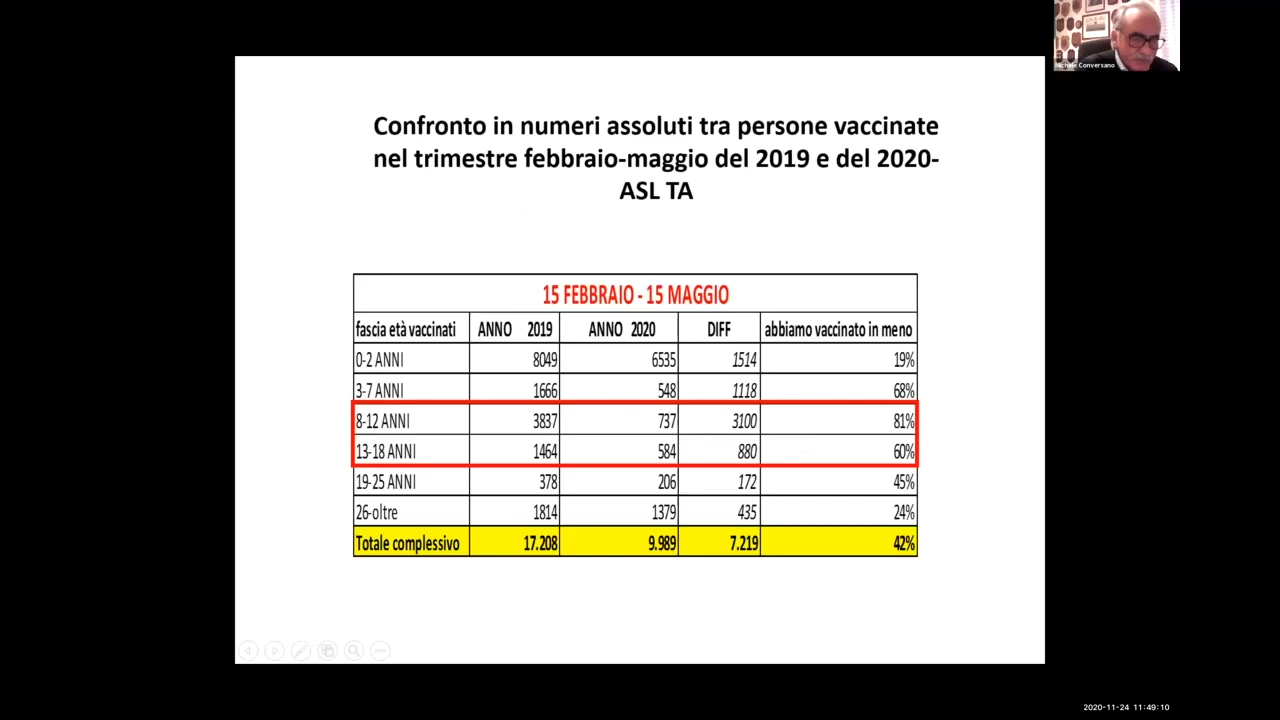 Michele Conversano
Confronto in numeri assoluti tra persone vaccinate
nel trimestre febbraio-maggio del 2019 e del 2020-
ASL TA
15 FEBBRAIO - 15 MAGGIO
fascia età vaccinati ANNO 2019 ANNO 2020 DIFF abbiamo vaccinato in meno
0-2 ANNI 8049 6535 1514 19%
3-7 ANNI 1666 548 1118 68%
8-12 ANNI 3837 737 3100 81%
13-18 ANNI 1464 584 880 60%
19-25 ANNI 378 206 172 45%
26-oltre 1814 1379 435 24%
Totale complessivo 17.208 9.989 7.219 42%
2020-11-24 11:49:10